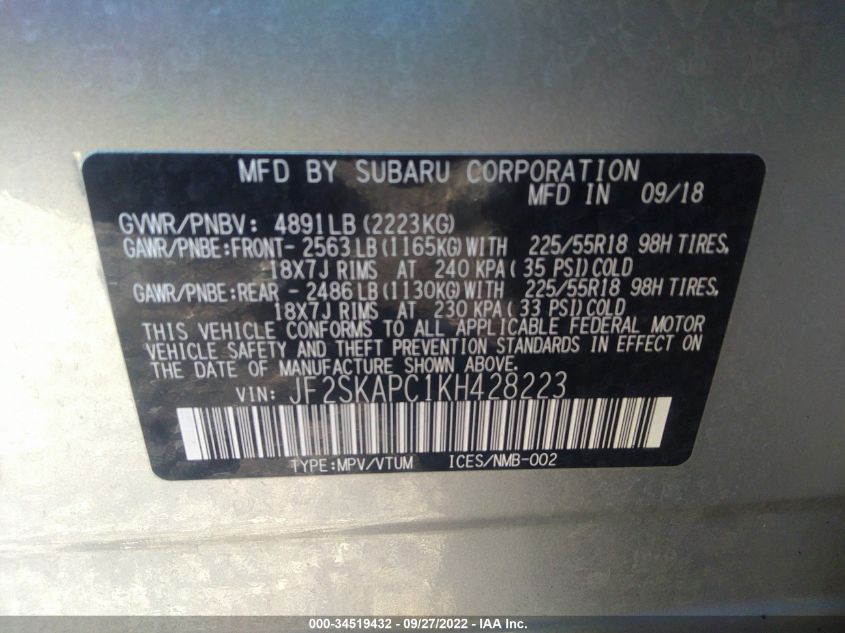 MFD BY SUBARU CORPORATION
MFD IN 09/18
GVWR/PNBV: 4891LB (2223KG)
GAWR/PNBE:FRONT- 2563LB (1165KG) WITH 225/55R18 98H TIRES,
18X7J RIMS AT 240 KPA( 35 PSI)COLD
GAWR/PNBE:REAR - 2486LB (1130KG) WITH 225/55R18 98H TIRES,
18X7J RIMS AT 230 KPA( 33 PSI)COLD
THIS VEHICLE CONFORMS TO ALL APPLICABLE FEDERAL MOTOR
VEHICLE SAFETY AND THEFT PREVENTION STANDARDS IN EFFECT ON
THE DATE OF MANUFACTURE SHOWN ABOVE.
VIN: JF2SKAPC1KH428223
TYPE:MPV/VTUM ICES/NMB-002
000-34519432 - 09/27/2022 - IAA Inc.